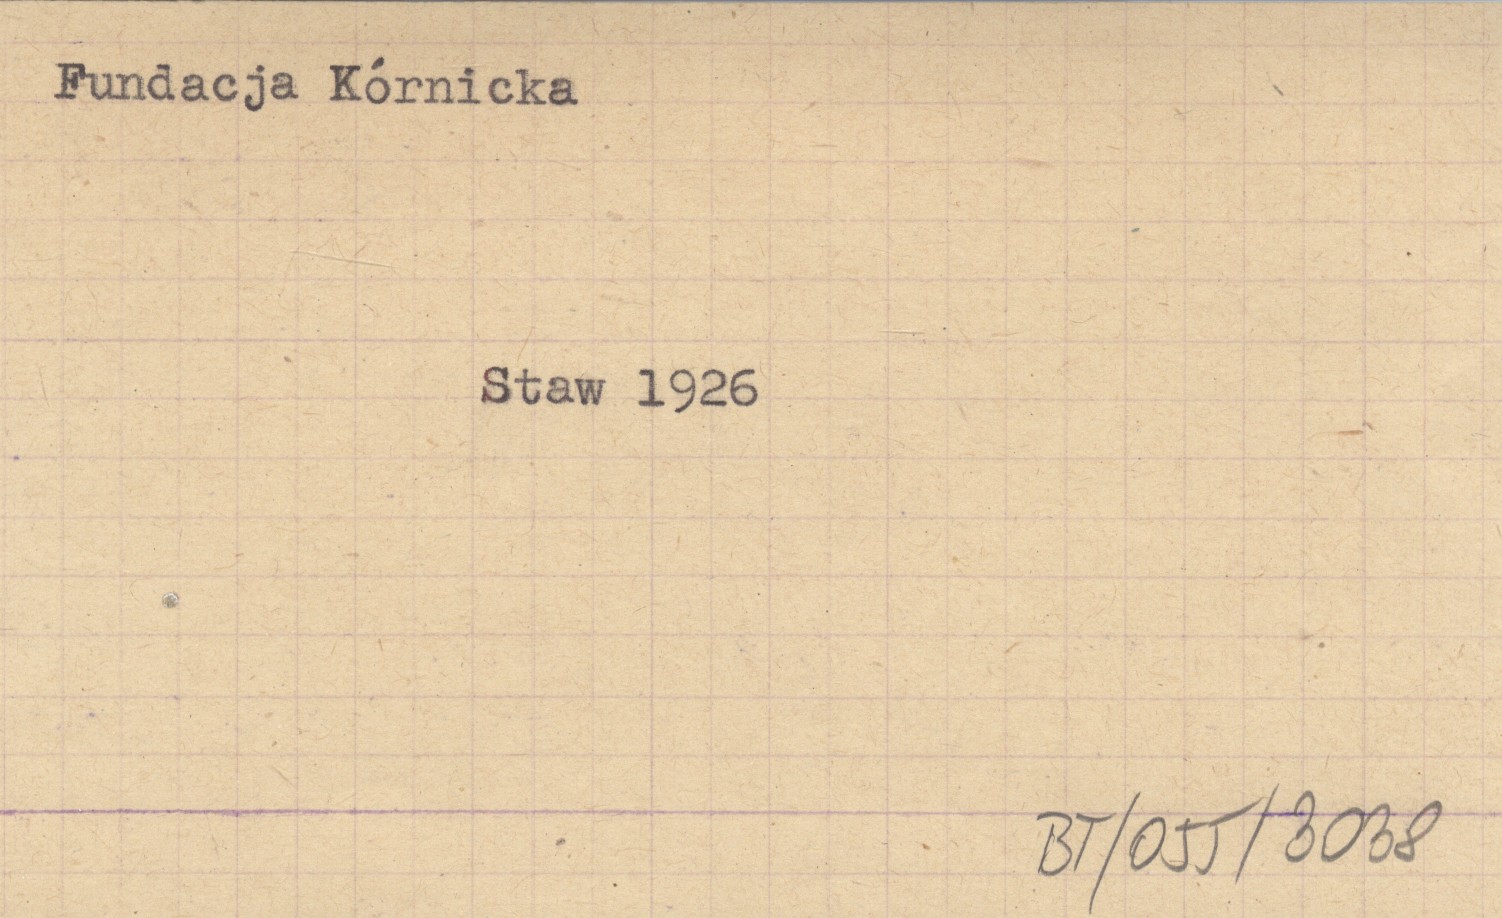 Fundacja Kórnicka
Staw 1926
BT/055/3038